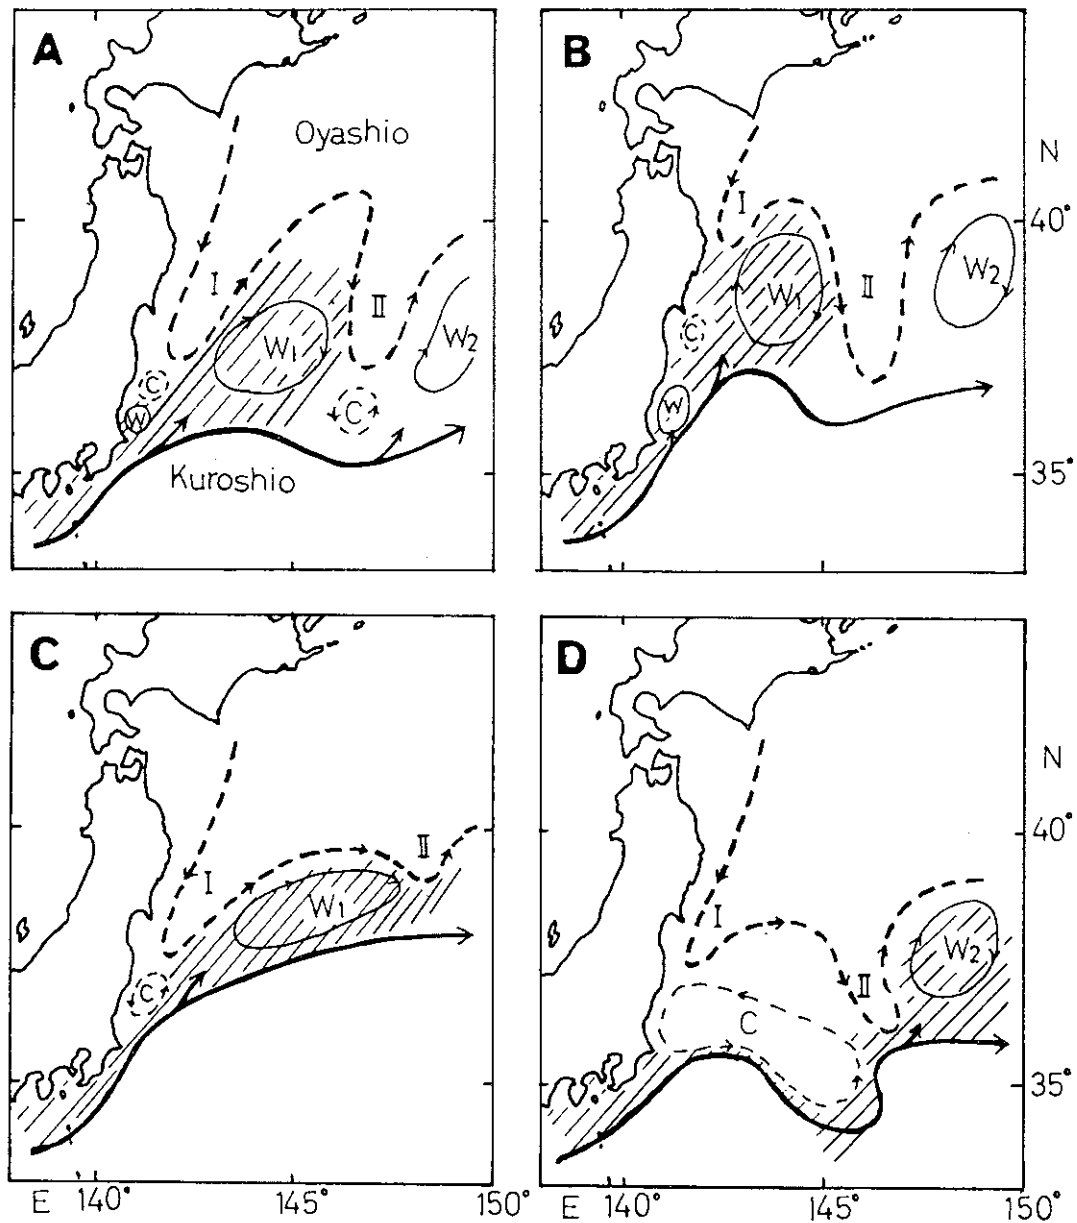 A
Oyashio
I
II
W₁
W₂
C
W
C
Kuroshio
B
N
I
40°
II
W₁
W₂
C
W
35°
C
I
II
W₁
C
E 140° 145° 150°
D
N
40°
I
II
W₂
C
35°
E 140° 145° 150°